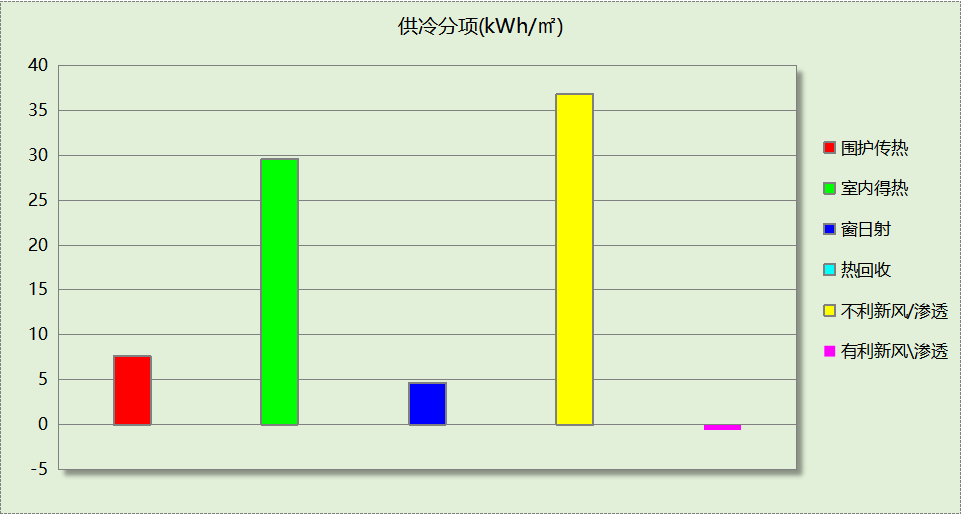 供冷分项(kWh/㎡)
40
35
30
25
20
15
10
5
0
-5
围护传热
室内得热
窗日射
热回收
不利新风/渗透
有利新风\渗透